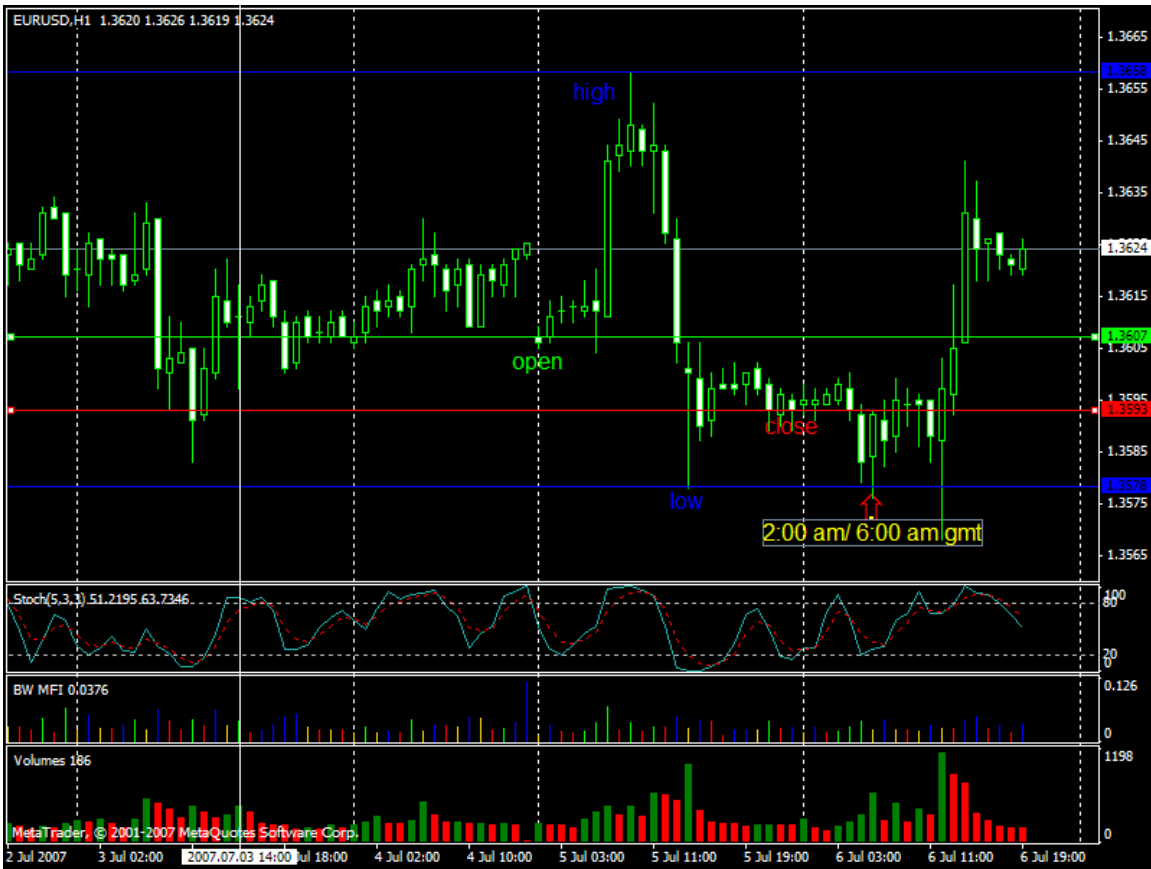 EURUSD,H1 1.3620 1.3626 1.3619 1.3624
1.3665
1.3658
high
1.3655
1.3645
1.3635
1.3624
1.3615
1.3607
1.3605
open
1.3595
1.3593
close
1.3585
1.3578
low
1.3575
2:00 am/ 6:00 am gmt
1.3565
Stoch(5,3,3) 51.2195 63.7346
100
80
20
0
BW MFI 0.0376
0.126
0
Volumes 186
1198
MetaTrader, © 2001-2007 MetaQuotes Software Corp.
0
2 Jul 2007 3 Jul 02:00 2007.07.03 14:00 Jul 18:00 4 Jul 02:00 4 Jul 10:00 5 Jul 03:00 5 Jul 11:00 5 Jul 19:00 6 Jul 03:00 6 Jul 11:00 6 Jul 19:00